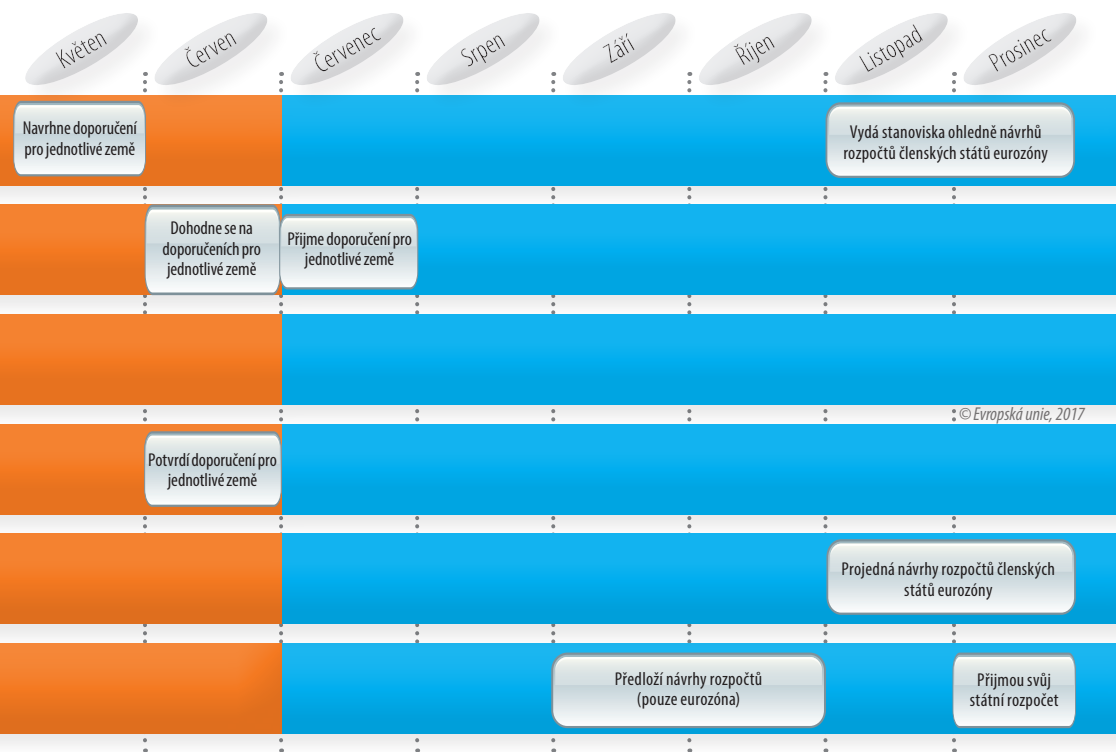 Květen
Červen
Červenec
Srpen
Září
Říjen
Listopad
Prosinec
Navrhne doporučení
pro jednotlivé země
Vydá stanoviska ohledně návrhů
rozpočtů členských států eurozóny
Dohodne se na
doporučeních pro
jednotlivé země
Přijme doporučení pro
jednotlivé země
© Evropská unie, 2017
Potvrdí doporučení pro
jednotlivé země
Projedná návrhy rozpočtů členských
států eurozóny
Předloží návrhy rozpočtů
(pouze eurozóna)
Přijmou svůj
státní rozpočet